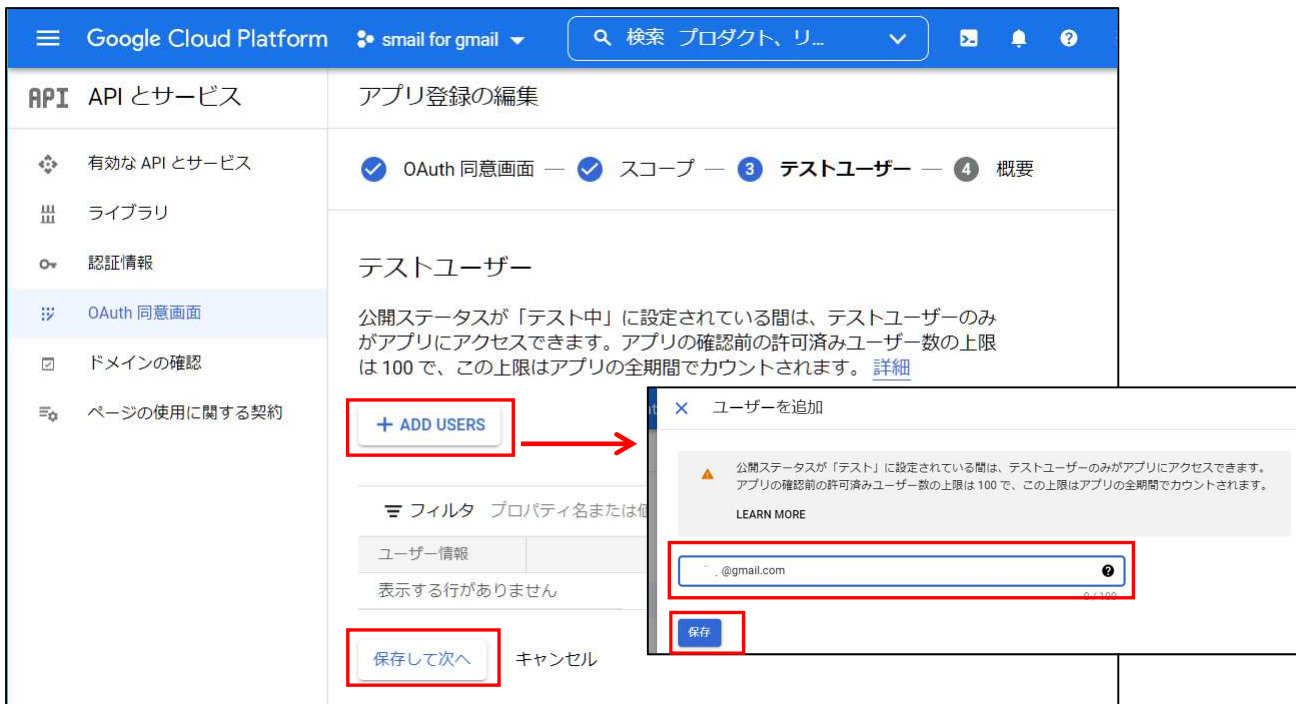 Google Cloud Platform
smail for gmail
検索 プロダクト、リ...
API API とサービス
アプリ登録の編集
有効な API とサービス
ライブラリ
認証情報
OAuth 同意画面
ドメインの確認
ページの使用に関する契約
OAuth 同意画面 — スコープ — 3 テストユーザー — 4 概要
テストユーザー
公開ステータスが「テスト中」に設定されている間は、テストユーザーのみ
がアプリにアクセスできます。アプリの確認前の許可済みユーザー数の上限
は 100 で、この上限はアプリの全期間でカウントされます。 詳細
+ ADD USERS
フィルタ プロパティ名または
ユーザー情報
表示する行がありません
保存して次へ キャンセル
ユーザーを追加
公開ステータスが「テスト」に設定されている間は、テストユーザーのみがアプリにアクセスできます。
アプリの確認前の許可済みユーザー数の上限は 100 で、この上限はアプリの全期間でカウントされます。
LEARN MORE
@gmail.com
0 / 100
保存